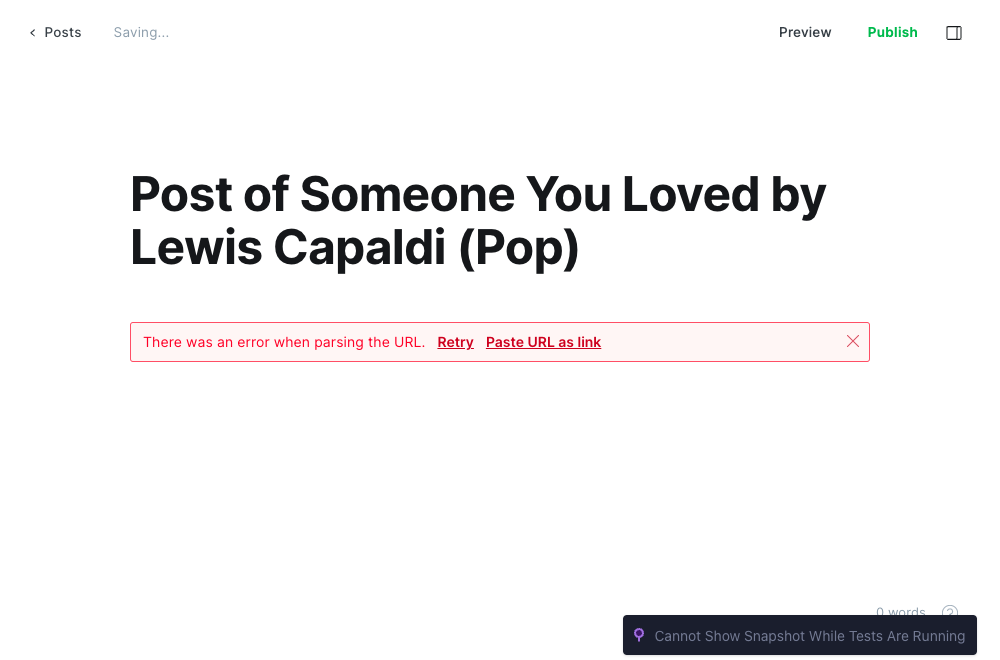 Posts Saving... Preview Publish
Post of Someone You Loved by
Lewis Capaldi (Pop)
There was an error when parsing the URL. Retry Paste URL as link
0 words
Cannot Show Snapshot While Tests Are Running